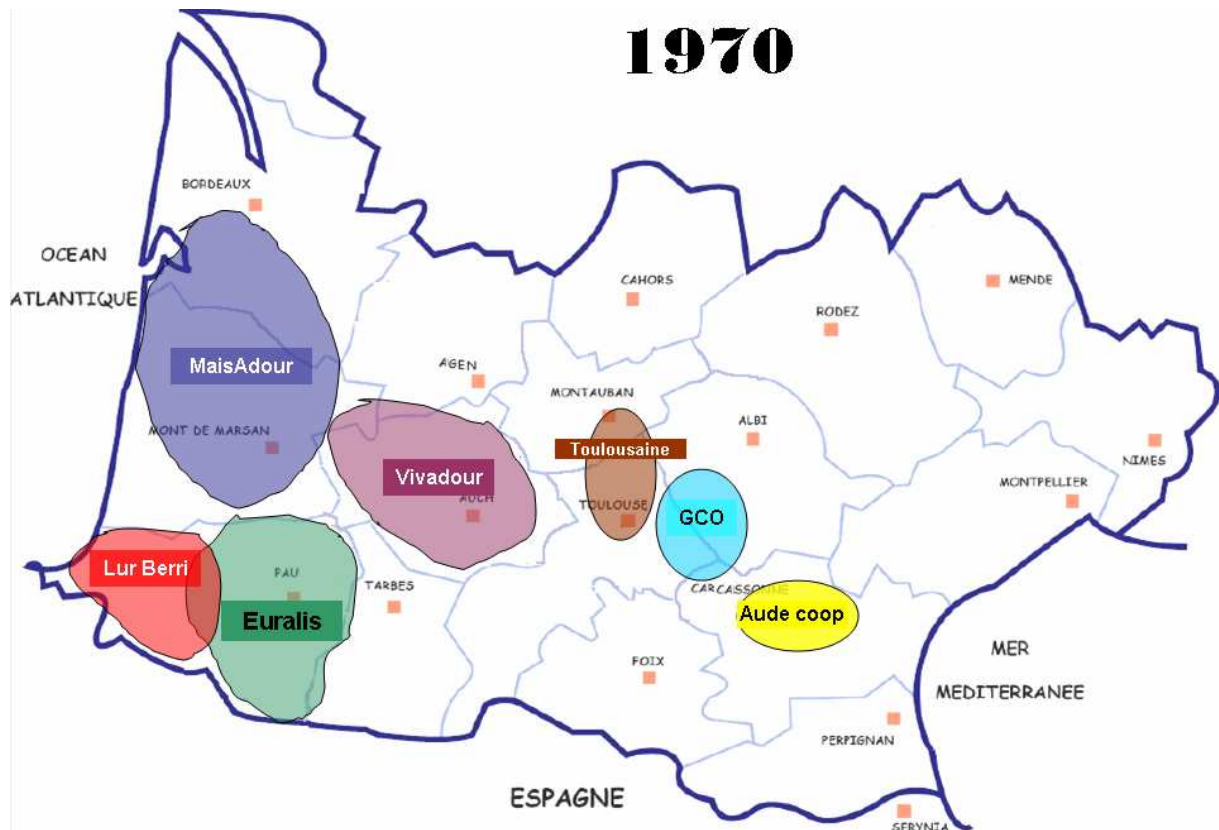 1970
BORDEAUX
OCEAN
ATLANTIQUE
CAHORS
MENDE
RODEZ
MaisAdour
AGEN
MONTAUBAN
ALBI
MONT DE MARSAN
Toulousaine
NIMES
Vivadour
MONTPELLIER
AUCH
TOULOUSE
GCO
Lur Berri
PAU
TARBES
CARCASSONNE
Euralis
Aude coop
FOIX
MER
MEDITERRANEE
PERPIGNAN
ESPAGNE
SERYNIA